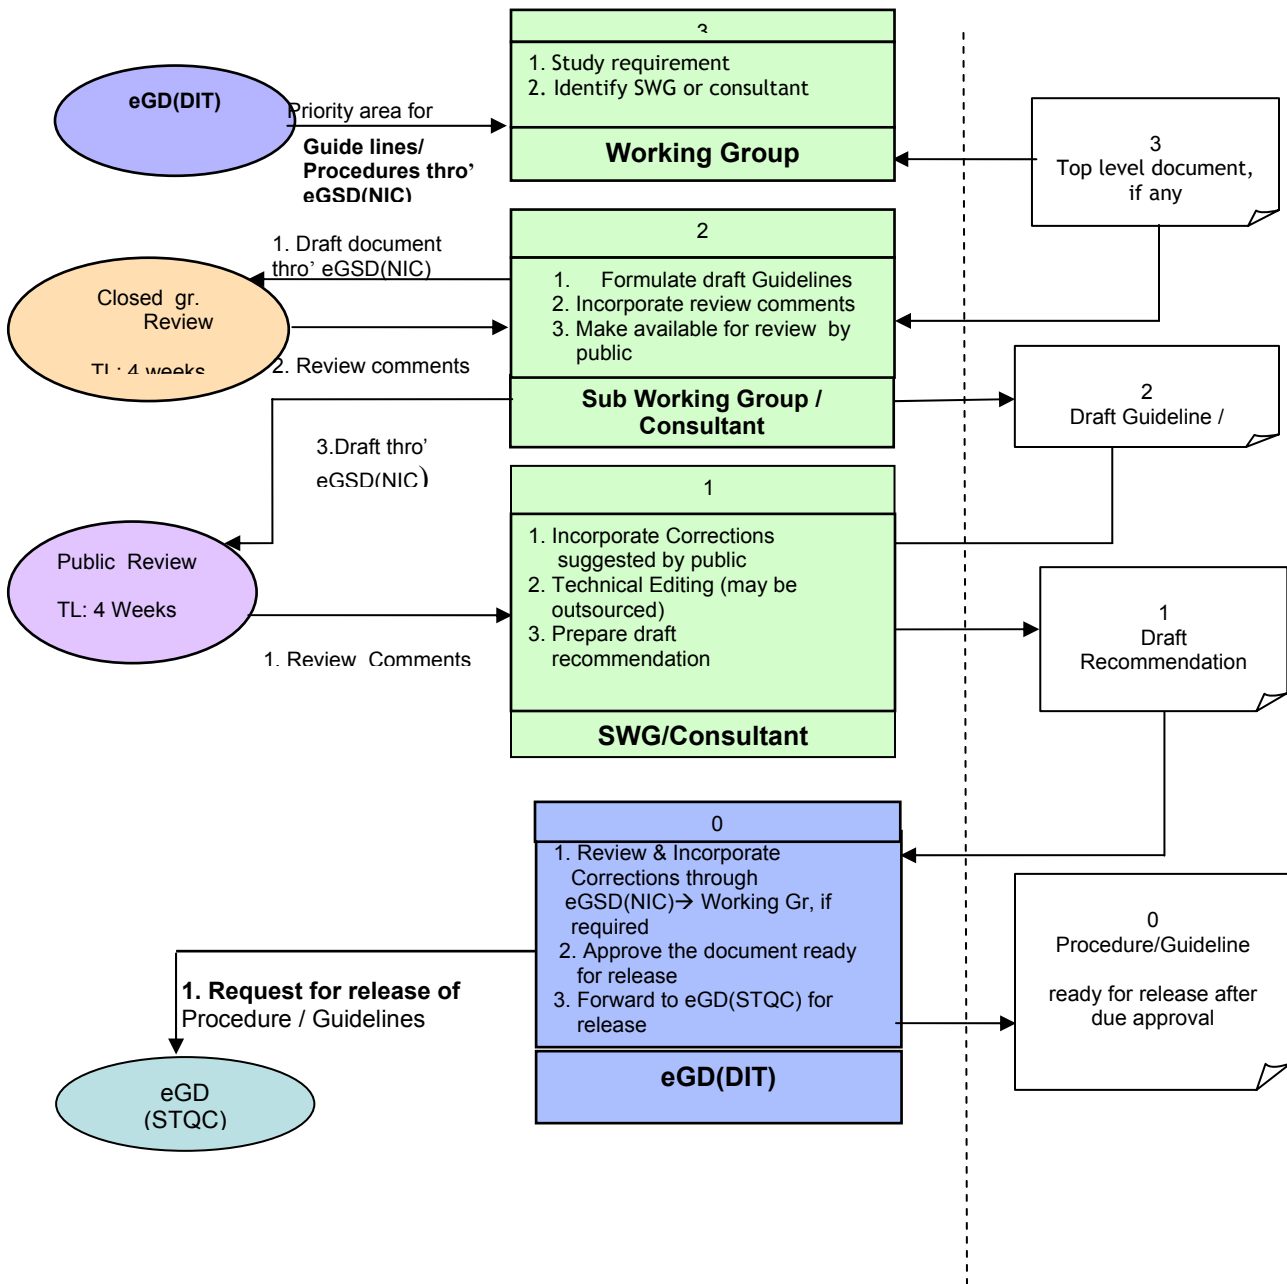 3
1. Study requirement
2. Identify SWG or consultant
Working Group
eGD(DIT)
Priority area for
Guide lines/
Procedures thro’
eGSD(NIC)
3
Top level document,
if any
2
1. Formulate draft Guidelines
2. Incorporate review comments
3. Make available for review by
public
Sub Working Group /
Consultant
1. Draft document
thro’ eGSD(NIC)
Closed gr.
Review
TL: 4 weeks
2. Review comments
3.Draft thro’
eGSD(NIC)
2
Draft Guideline /
1
1. Incorporate Corrections
suggested by public
2. Technical Editing (may be
outsourced)
3. Prepare draft
recommendation
SWG/Consultant
Public Review
TL: 4 Weeks
1. Review Comments
1
Draft
Recommendation
0
1. Review & Incorporate
Corrections through
eGSD(NIC)→ Working Gr, if
required
2. Approve the document ready
for release
3. Forward to eGD(STQC) for
release
eGD(DIT)
1. Request for release of
Procedure / Guidelines
eGD
(STQC)
0
Procedure/Guideline
ready for release after
due approval